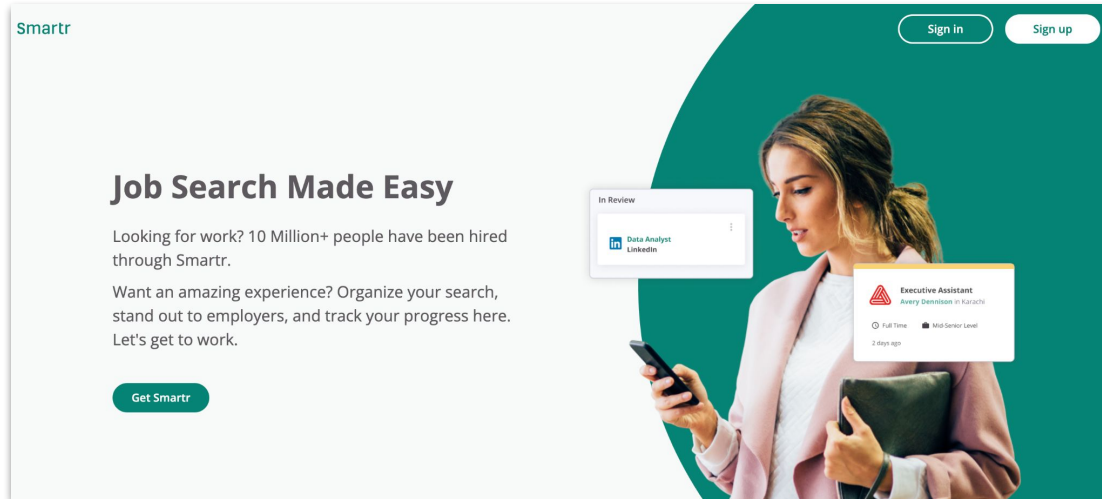 Smartr
Sign in
Sign up
Job Search Made Easy
Looking for work? 10 Million+ people have been hired
through Smartr.
Want an amazing experience? Organize your search,
stand out to employers, and track your progress here.
Let's get to work.
Get Smartr
In Review
in
Data Analyst
LinkedIn
Executive Assistant
Avery Dennison in Karachi
Full Time
Mid-Senior Level
2 days ago